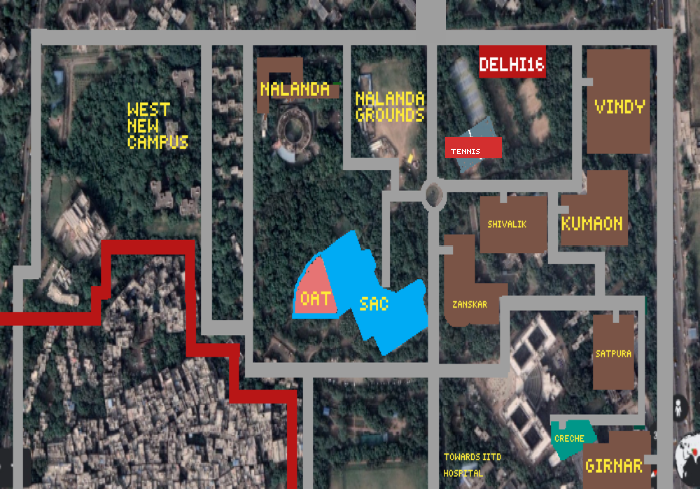 DELHI16
NALANDA
NALANDA
GROUNDS
WEST
NEW
CAMPUS
VINDY
TENNIS
SHIVALIK
KUMAON
OAT
SAC
ZANSKAR
SATPURA
CRECHE
TOWARDS IITD
HOSPITAL
GIRNAR